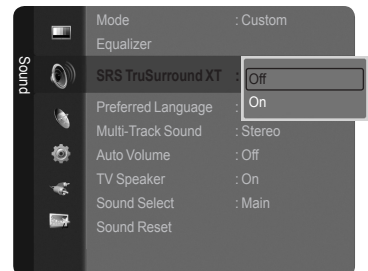 Sound
Mode : Custom
Equalizer
SRS TruSurround XT :
Off
On
Preferred Language :
Multi-Track Sound : Stereo
Auto Volume : Off
TV Speaker : On
Sound Select : Main
Sound Reset